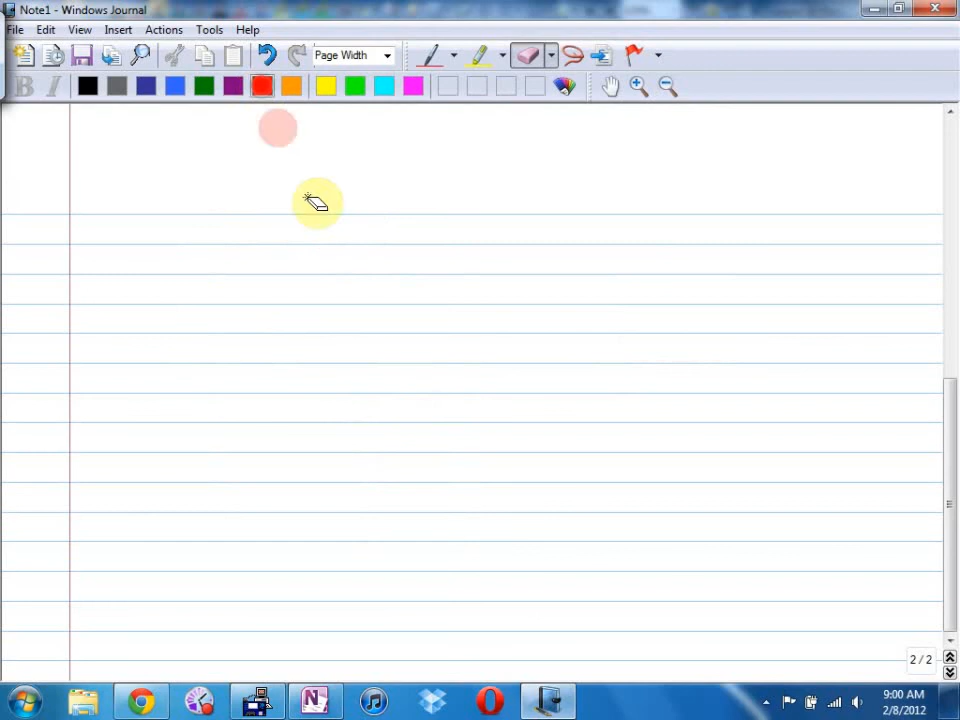 Note1 - Windows Journal
File Edit View Insert Actions Tools Help
Page Width
B I
2 / 2
N
9:00 AM
2/8/2012